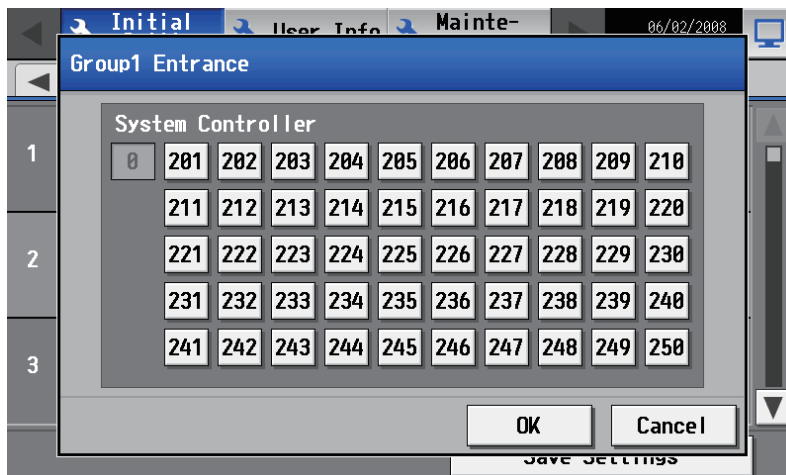 Initial
User Info
Mainte-
06/02/2008
Group1 Entrance
System Controller
0 201 202 203 204 205 206 207 208 209 210
211 212 213 214 215 216 217 218 219 220
221 222 223 224 225 226 227 228 229 230
231 232 233 234 235 236 237 238 239 240
241 242 243 244 245 246 247 248 249 250
1
2
3
OK Cancel
Save Settings